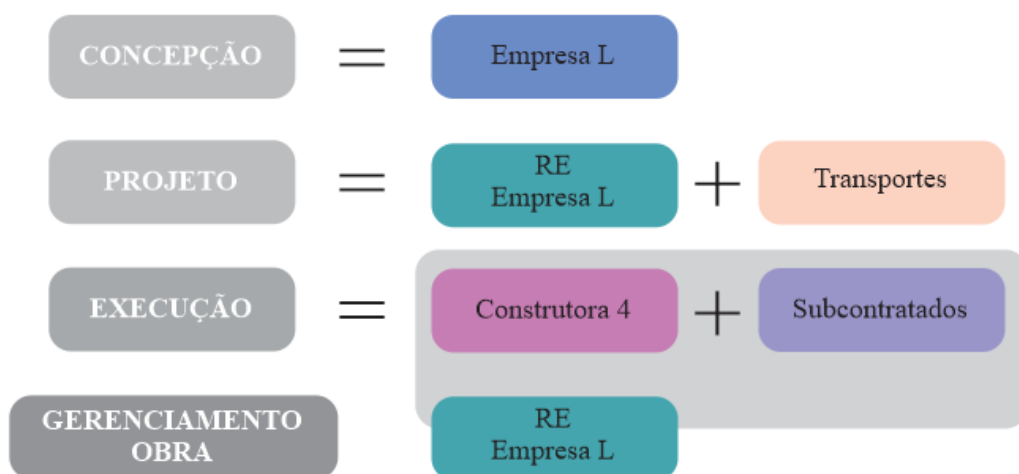 CONCEPÇÃO = Empresa L
PROJETO = RE
Empresa L + Transportes
EXECUÇÃO = Construtora 4 + Subcontratados
GERENCIAMENTO
OBRA
RE
Empresa L